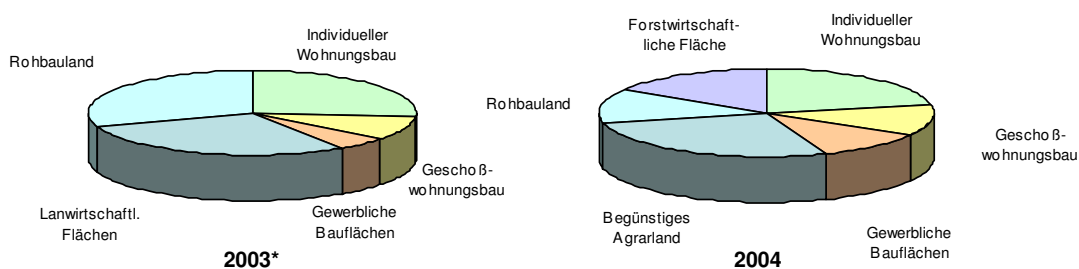 Rohbauland
Individueller
Wohnungsbau
Geschoß-
wohnungsbau
Gewerbliche
Bauflächen
Lanwirtschaftl.
Flächen
2003*
Forstwirtschaft-
liche Fläche
Individueller
Wohnungsbau
Rohbauland
Geschoß-
wohnungsbau
Begünstiges
Agrarland
Gewerbliche
Bauflächen
2004